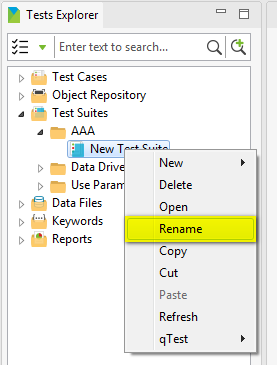 Tests Explorer
Enter text to search...
Test Cases
Object Repository
Test Suites
AAA
New Test Suite
Data Drive
Use Param
Data Files
Keywords
Reports
New
Delete
Open
Rename
Copy
Cut
Paste
Refresh
qTest